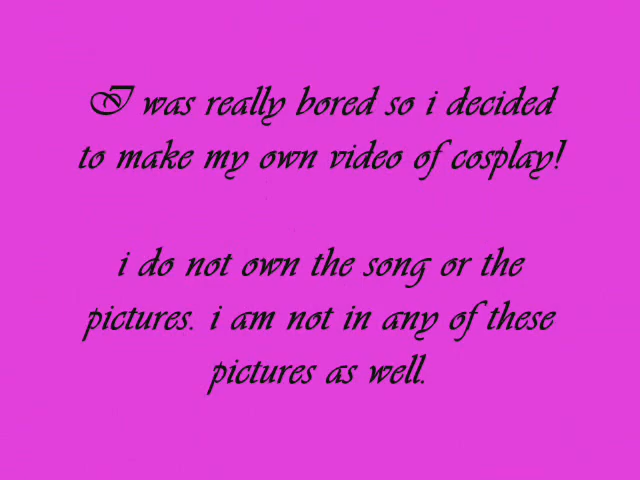 I was really bored so i decided
to make my own video of cosplay!
i do not own the song or the
pictures. i am not in any of these
pictures as well.